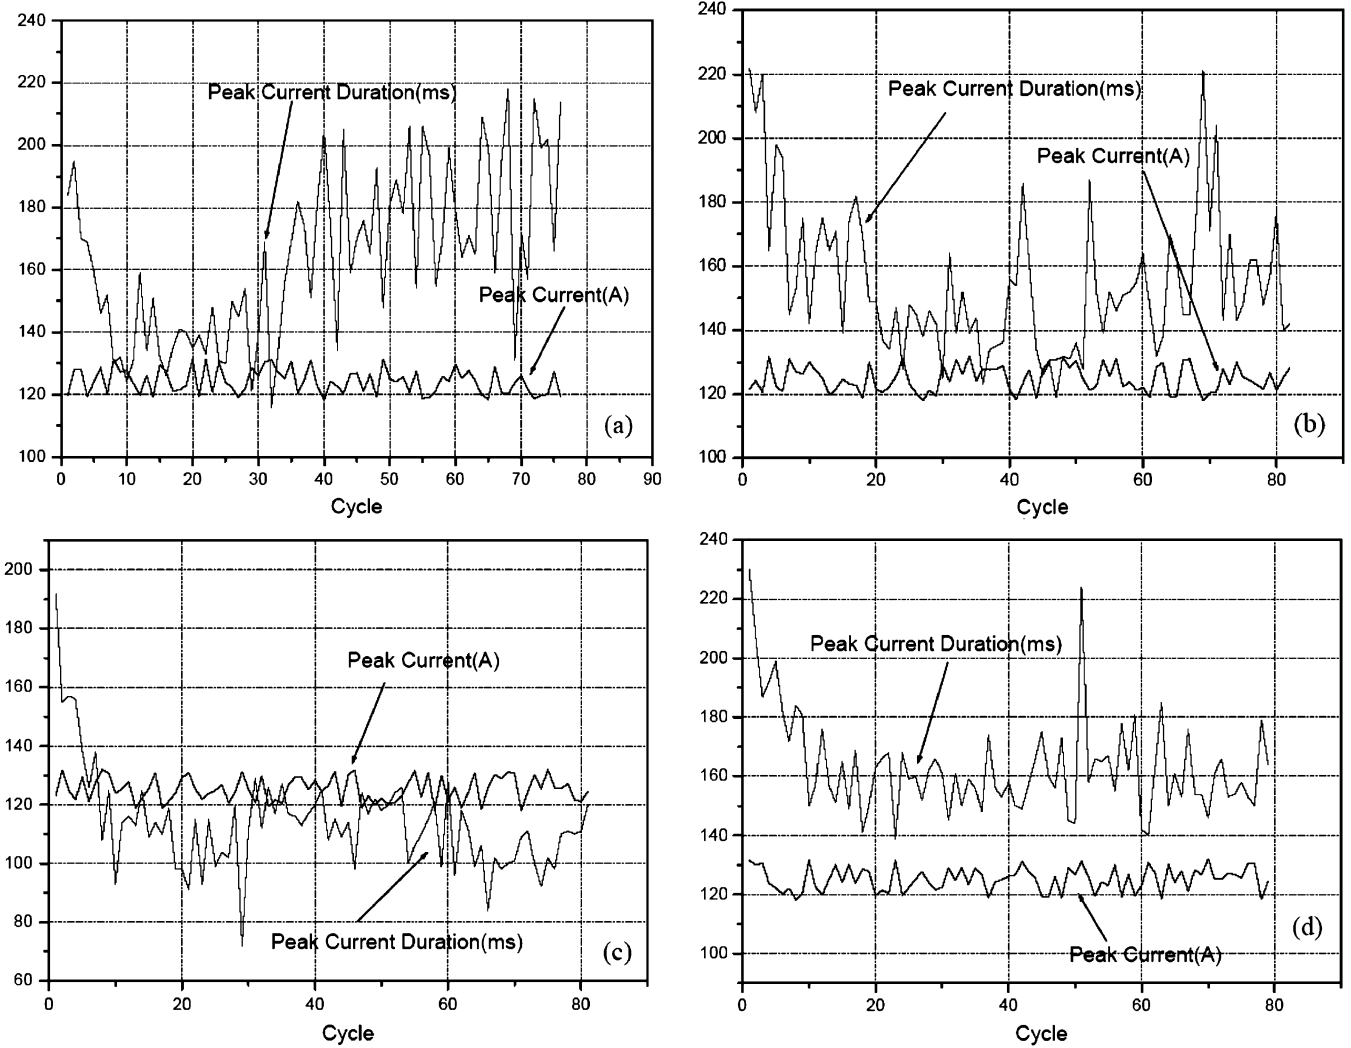 240
220
200
180
160
140
120
100
0 10 20 30 40 50 60 70 80 90
Peak Current Duration(ms)
Peak Current(A)
(a)
Cycle
240
220
200
180
160
140
120
100
0 20 40 60 80
Peak Current Duration(ms)
Peak Current(A)
(b)
Cycle
200
180
160
140
120
100
80
60
0 20 40 60 80
Peak Current(A)
Peak Current Duration(ms)
(c)
Cycle
240
220
200
180
160
140
120
100
0 20 40 60 80
Peak Current Duration(ms)
Peak Current(A)
(d)
Cycle